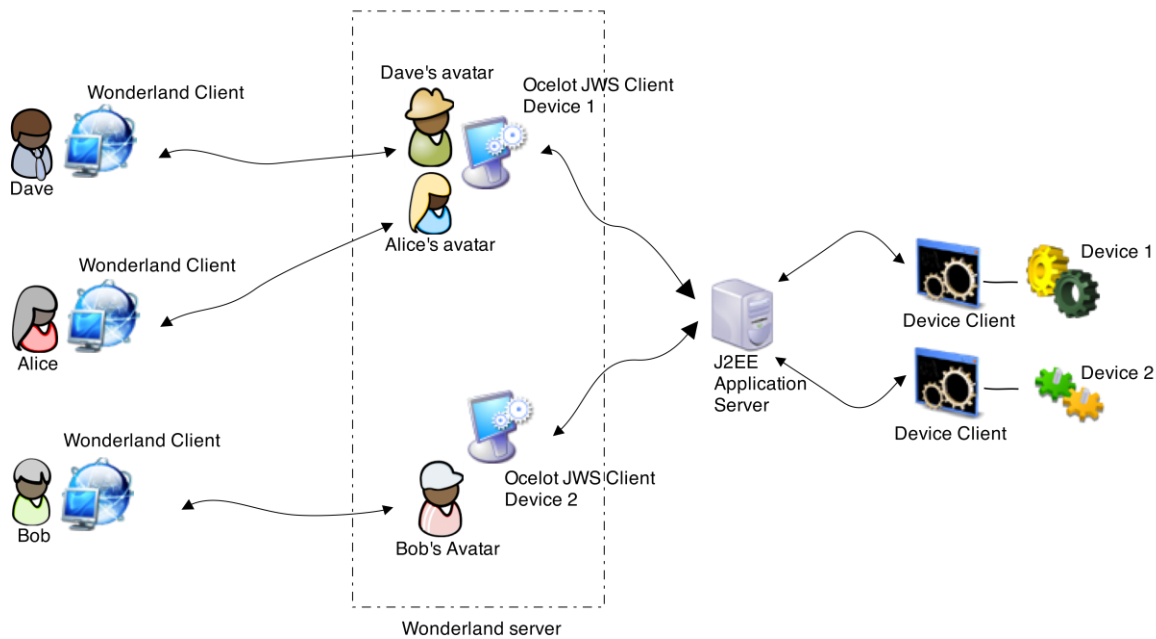 Dave's avatar
Ocelot JWS Client
Device 1
Wonderland Client
Dave
Alice's avatar
Wonderland Client
Device 1
Alice
Device Client
J2EE
Application
Server
Device 2
Device Client
Wonderland Client
Ocelot JWS Client
Device 2
Bob
Bob's Avatar
Wonderland server